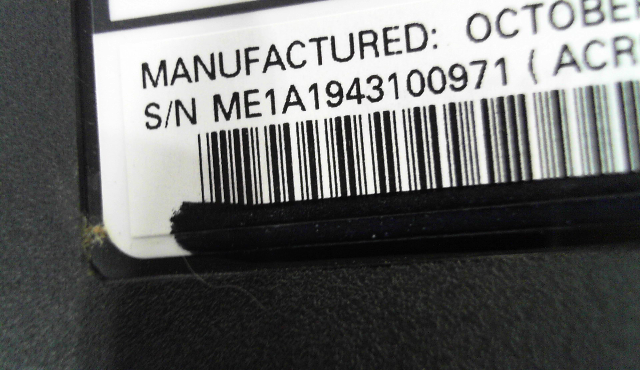 MANUFACTURED: OCTOBE
S/N ME1A1943100971 ( ACR